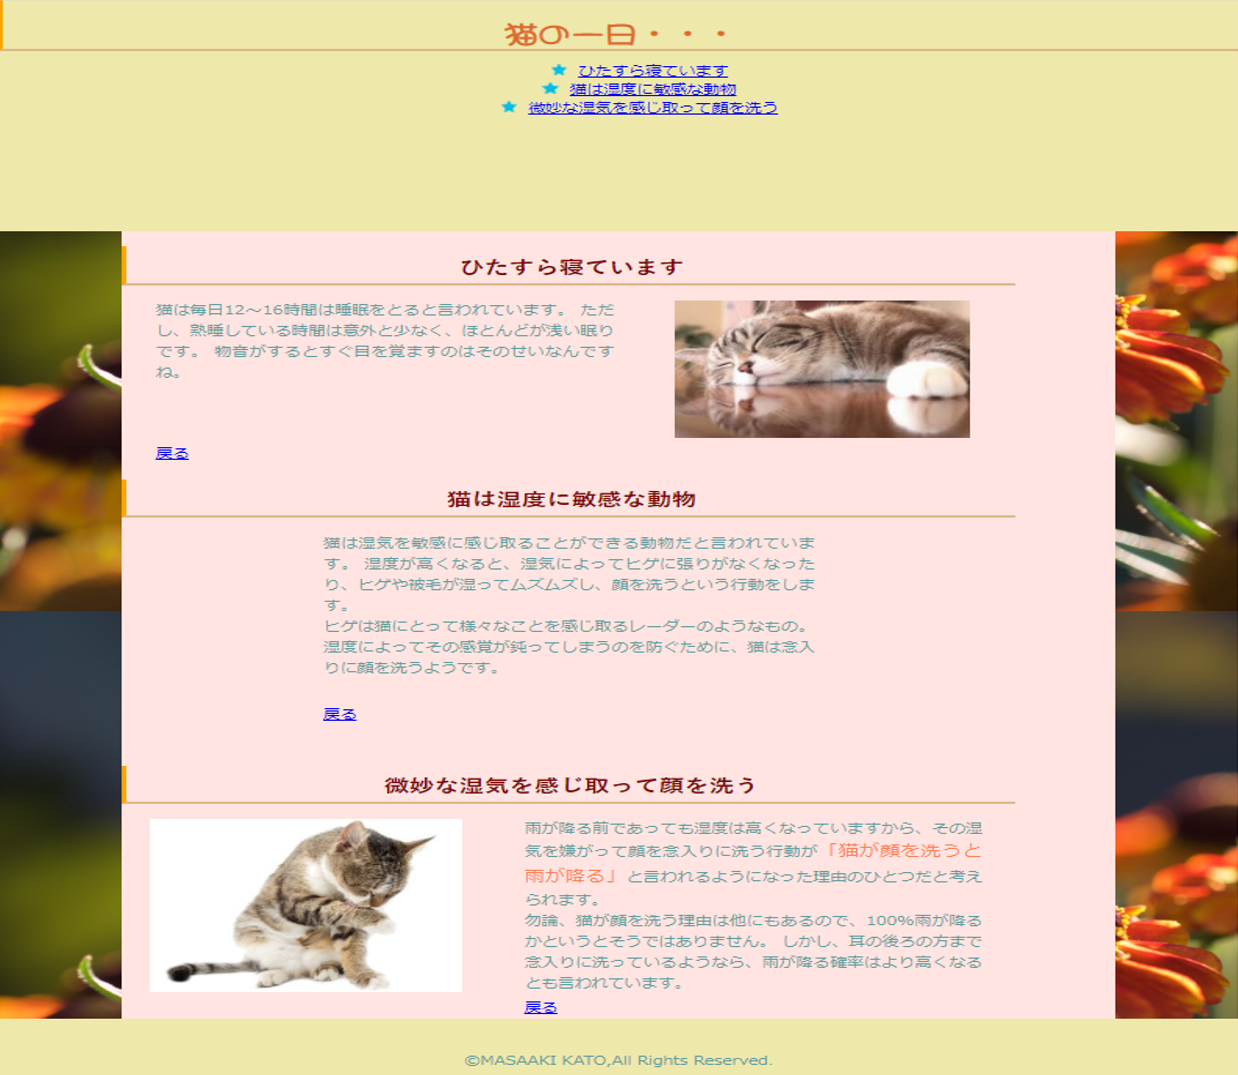 猫の一日・・・
ひたすら寝ています
猫は湿度に敏感な動物
微妙な湿気を感じ取って顔を洗う
ひたすら寝ています
猫は毎日12～16時間は睡眠をとると言われています。 ただ
し、熟睡している時間は意外と少なく、ほとんどが浅い眠り
です。 物音がするとすぐ目を覚ますのはそのせいなんです
ね。
戻る
猫は湿度に敏感な動物
猫は湿気を敏感に感じ取ることができる動物だと言われていま
す。 湿度が高くなると、湿気によってヒゲに張りがなくなった
り、ヒゲや被毛が湿ってムズムズし、顔を洗うという行動をしま
す。
ヒゲは猫にとって様々なことを感じ取るレーダーのようなもの。
湿度によってその感覚が鈍ってしまうのを防ぐために、猫は念入
りに顔を洗うようです。
戻る
微妙な湿気を感じ取って顔を洗う
雨が降る前であっても湿度は高くなっていますから、その湿
気を嫌がって顔を念入りに洗う行動が「猫が顔を洗うと
雨が降る」と言われるようになった理由のひとつだと考え
られます。
勿論、猫が顔を洗う理由は他にもあるので、100%雨が降る
かというとそうではありません。 しかし、耳の後ろの方まで
念入りに洗っているようなら、雨が降る確率はより高くなる
とも言われています。
戻る
©MASAAKI KATO,All Rights Reserved.